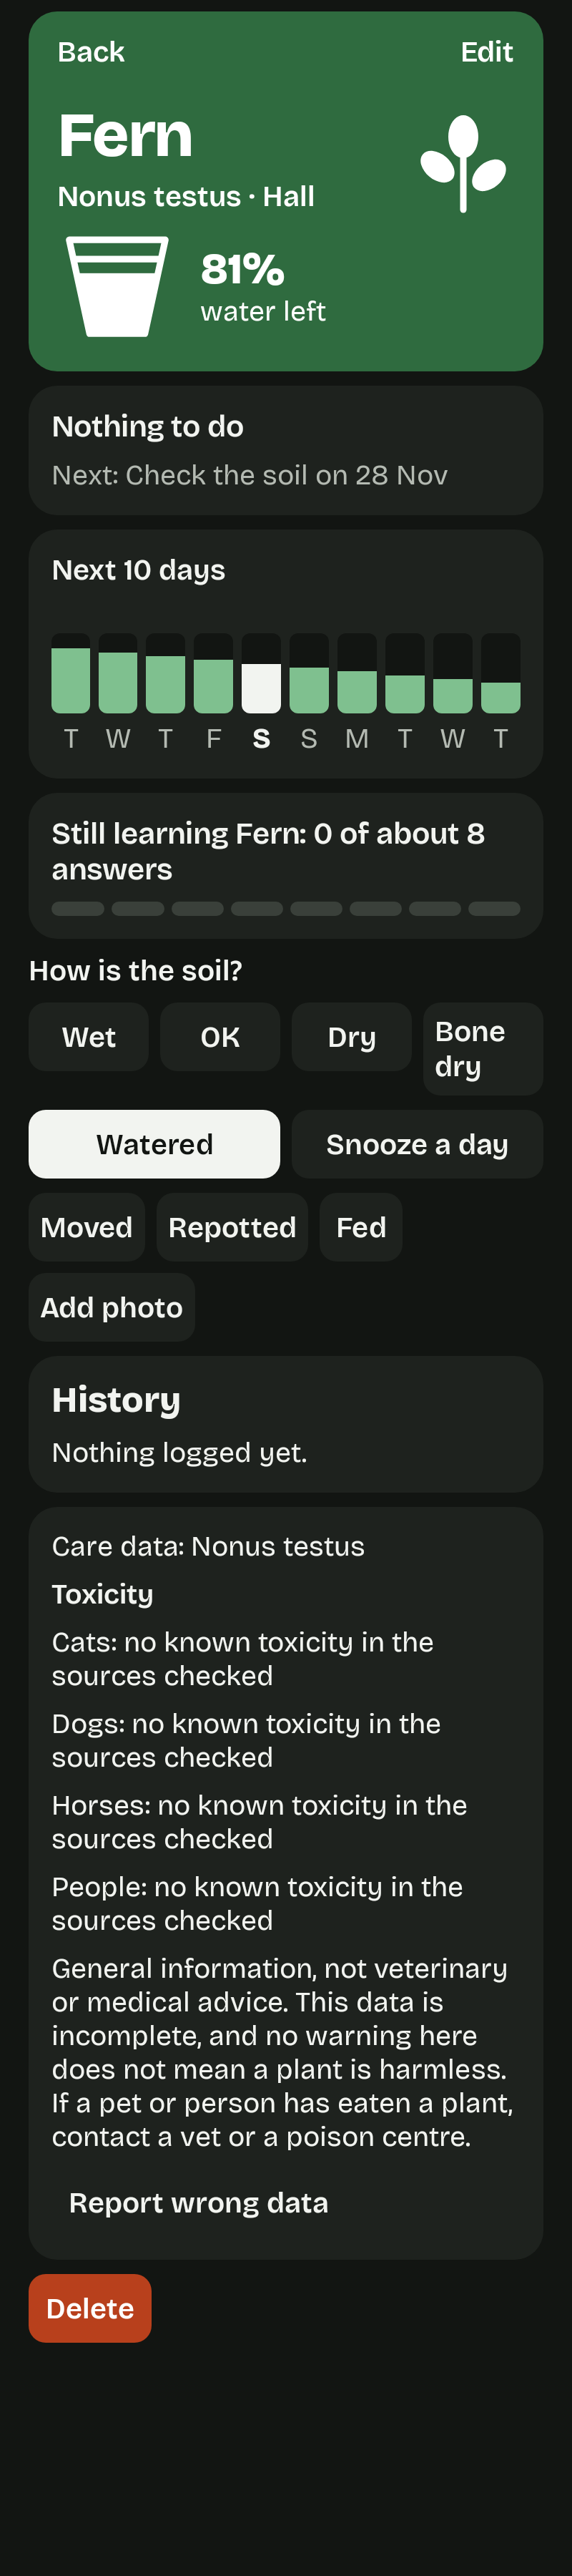 Back
Edit
Fern
Nonus testus · Hall
81%
water left
Nothing to do
Next: Check the soil on 28 Nov
Next 10 days
T W T F S S M T W T
Still learning Fern: 0 of about 8
answers
How is the soil?
Wet
OK
Dry
Bone
dry
Watered
Snooze a day
Moved
Repotted
Fed
Add photo
History
Nothing logged yet.
Care data: Nonus testus
Toxicity
Cats: no known toxicity in the
sources checked
Dogs: no known toxicity in the
sources checked
Horses: no known toxicity in the
sources checked
People: no known toxicity in the
sources checked
General information, not veterinary
or medical advice. This data is
incomplete, and no warning here
does not mean a plant is harmless.
If a pet or person has eaten a plant,
contact a vet or a poison centre.
Report wrong data
Delete